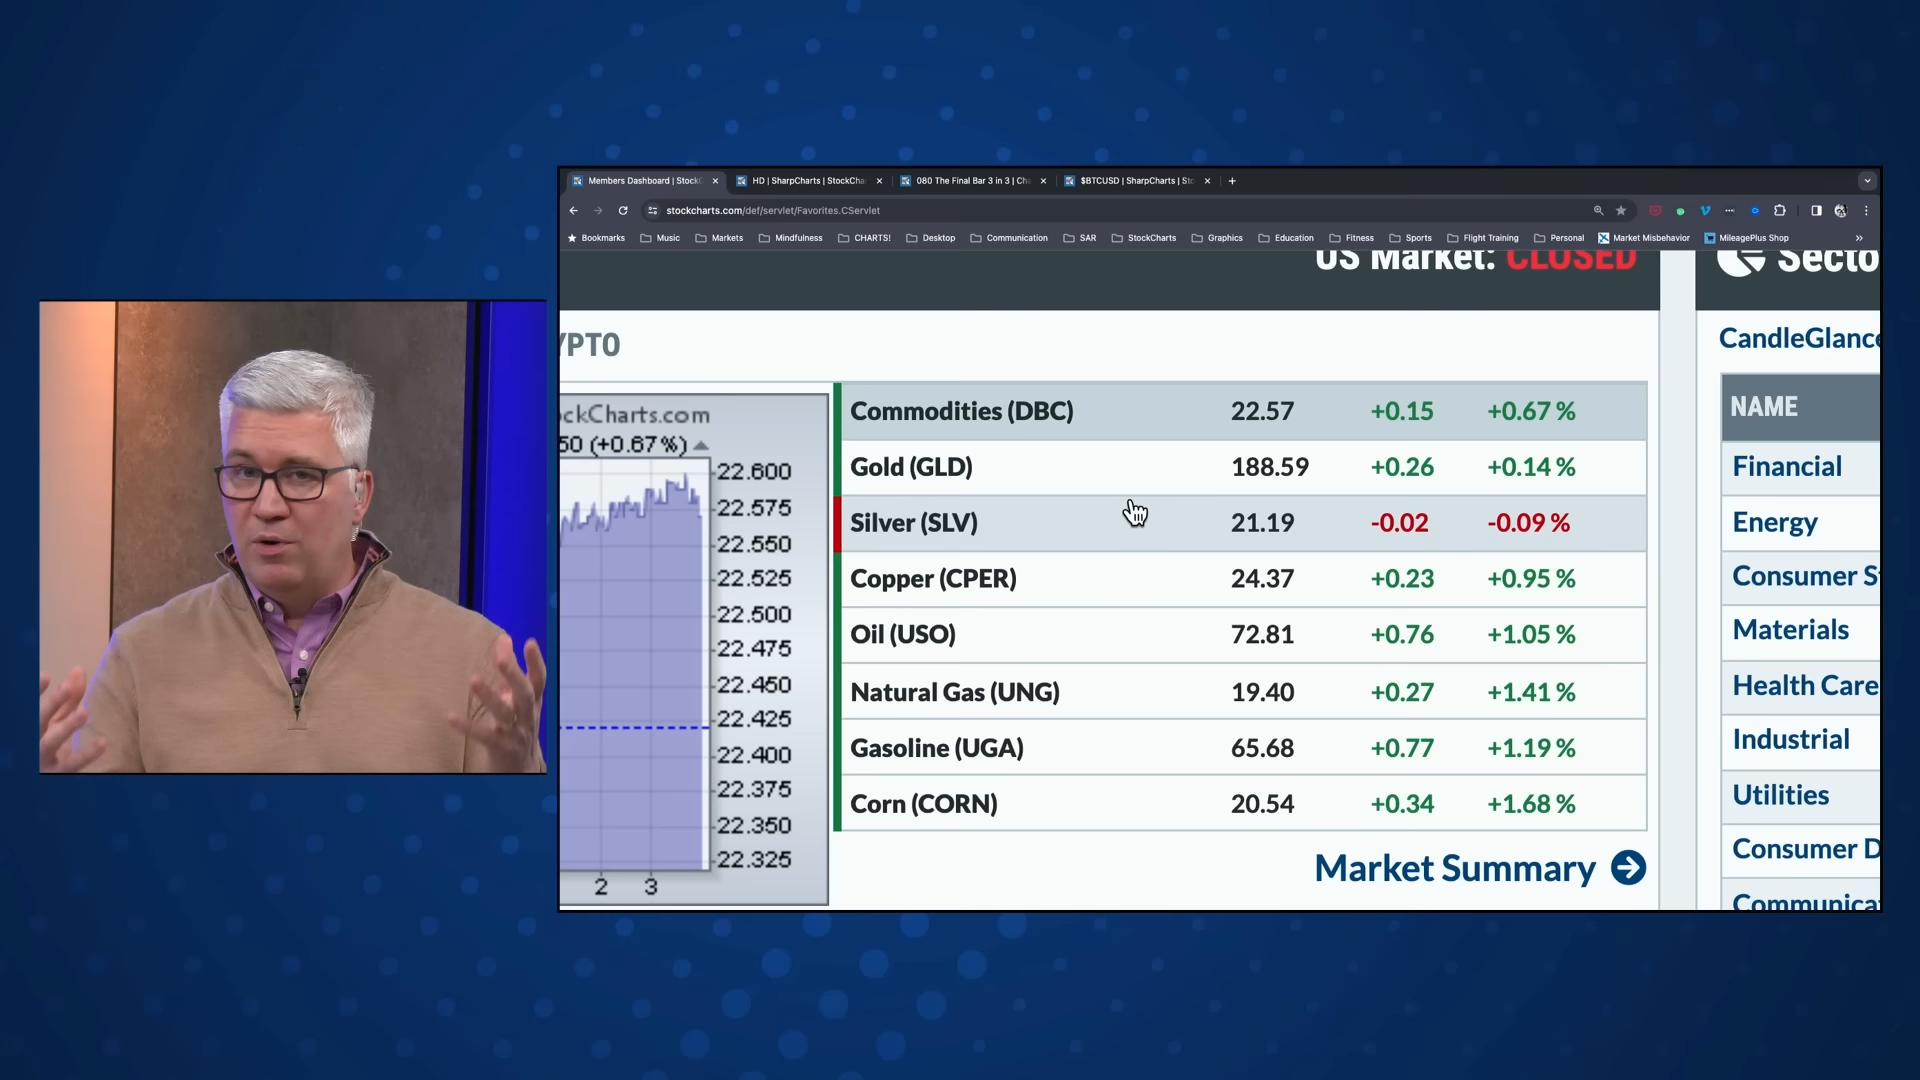 Members Dashboard | StockC
HD | SharpCharts | StockCha
080 The Final Bar 3 in 3 | Cha
$BTCUSD | SharpCharts | Sto
stockcharts.com/def/servlet/Favorites.CServlet
Bookmarks Music Markets Mindfulness CHARTS! Desktop Communication SAR StockCharts Graphics Education Fitness Sports Flight Training Personal Market Misbehavior MileagePlus Shop
US Market: CLOSED
Secto
YPTO
CandleGlance
ockCharts.com
50 (+0.67%)
22.600
22.575
22.550
22.525
22.500
22.475
22.450
22.425
22.400
22.375
22.350
22.325
2 3
Commodities (DBC) 22.57 +0.15 +0.67 %
Gold (GLD) 188.59 +0.26 +0.14 %
Silver (SLV) 21.19 -0.02 -0.09 %
Copper (CPER) 24.37 +0.23 +0.95 %
Oil (USO) 72.81 +0.76 +1.05 %
Natural Gas (UNG) 19.40 +0.27 +1.41 %
Gasoline (UGA) 65.68 +0.77 +1.19 %
Corn (CORN) 20.54 +0.34 +1.68 %
Market Summary
NAME
Financial
Energy
Consumer S
Materials
Health Care
Industrial
Utilities
Consumer D
Communica